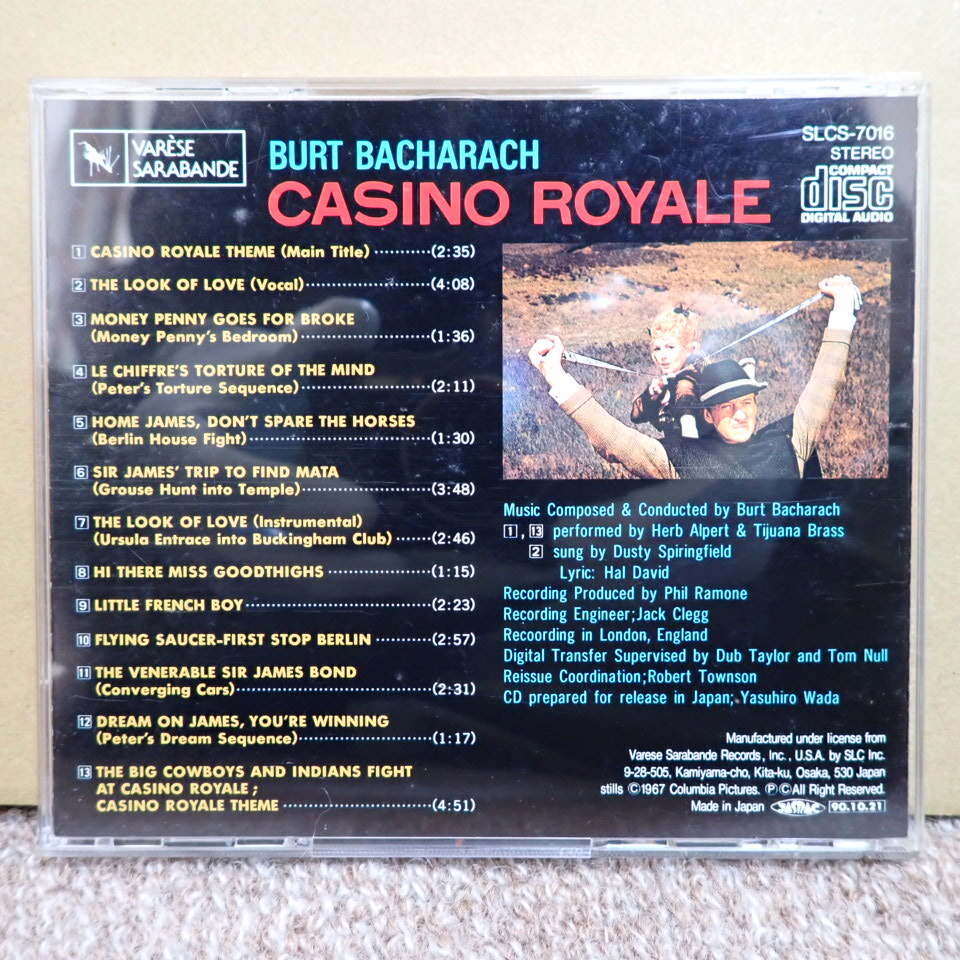 VARÈSE
SARABANDE
BURT BACHARACH
CASINO ROYALE
SLCS-7016
STEREO
COMPACT
disc
DIGITAL AUDIO
1 CASINO ROYALE THEME (Main Title) ··········(2:35)
2 THE LOOK OF LOVE (Vocal)······················(4:08)
3 MONEY PENNY GOES FOR BROKE
(Money Penny's Bedroom)·······················(1:36)
4 LE CHIFFRE'S TORTURE OF THE MIND
(Peter's Torture Sequence)·······················(2:11)
5 HOME JAMES, DON'T SPARE THE HORSES
(Berlin House Fight)································(1:30)
6 SIR JAMES' TRIP TO FIND MATA
(Grouse Hunt into Temple)·······················(3:48)
7 THE LOOK OF LOVE (Instrumental)
(Ursula Entrace into Buckingham Club)······(2:46)
8 HI THERE MISS GOODTHIGHS ··················(1:15)
9 LITTLE FRENCH BOY································(2:23)
10 FLYING SAUCER-FIRST STOP BERLIN ··········(2:57)
11 THE VENERABLE SIR JAMES BOND
(Converging Cars)··································(2:31)
12 DREAM ON JAMES, YOU'RE WINNING
(Peter's Dream Sequence)·······················(1:17)
13 THE BIG COWBOYS AND INDIANS FIGHT
AT CASINO ROYALE ;
CASINO ROYALE THEME ························(4:51)
Music Composed & Conducted by Burt Bacharach
1, 13 performed by Herb Alpert & Tijuana Brass
2 sung by Dusty Spiringfield
Lyric: Hal David
Recording Produced by Phil Ramone
Recording Engineer;Jack Clegg
Recoording in London, England
Digital Transfer Supervised by Dub Taylor and Tom Null
Reissue Coordination;Robert Townson
CD prepared for release in Japan;Yasuhiro Wada
Manufactured under license from
Varese Sarabande Records, Inc., U.S.A. by SLC Inc.
9-28-505, Kamiyama-cho, Kita-ku, Osaka, 530 Japan
stills ©1967 Columbia Pictures. ℗©All Right Reserved.
Made in Japan JASRAC 90.10.21